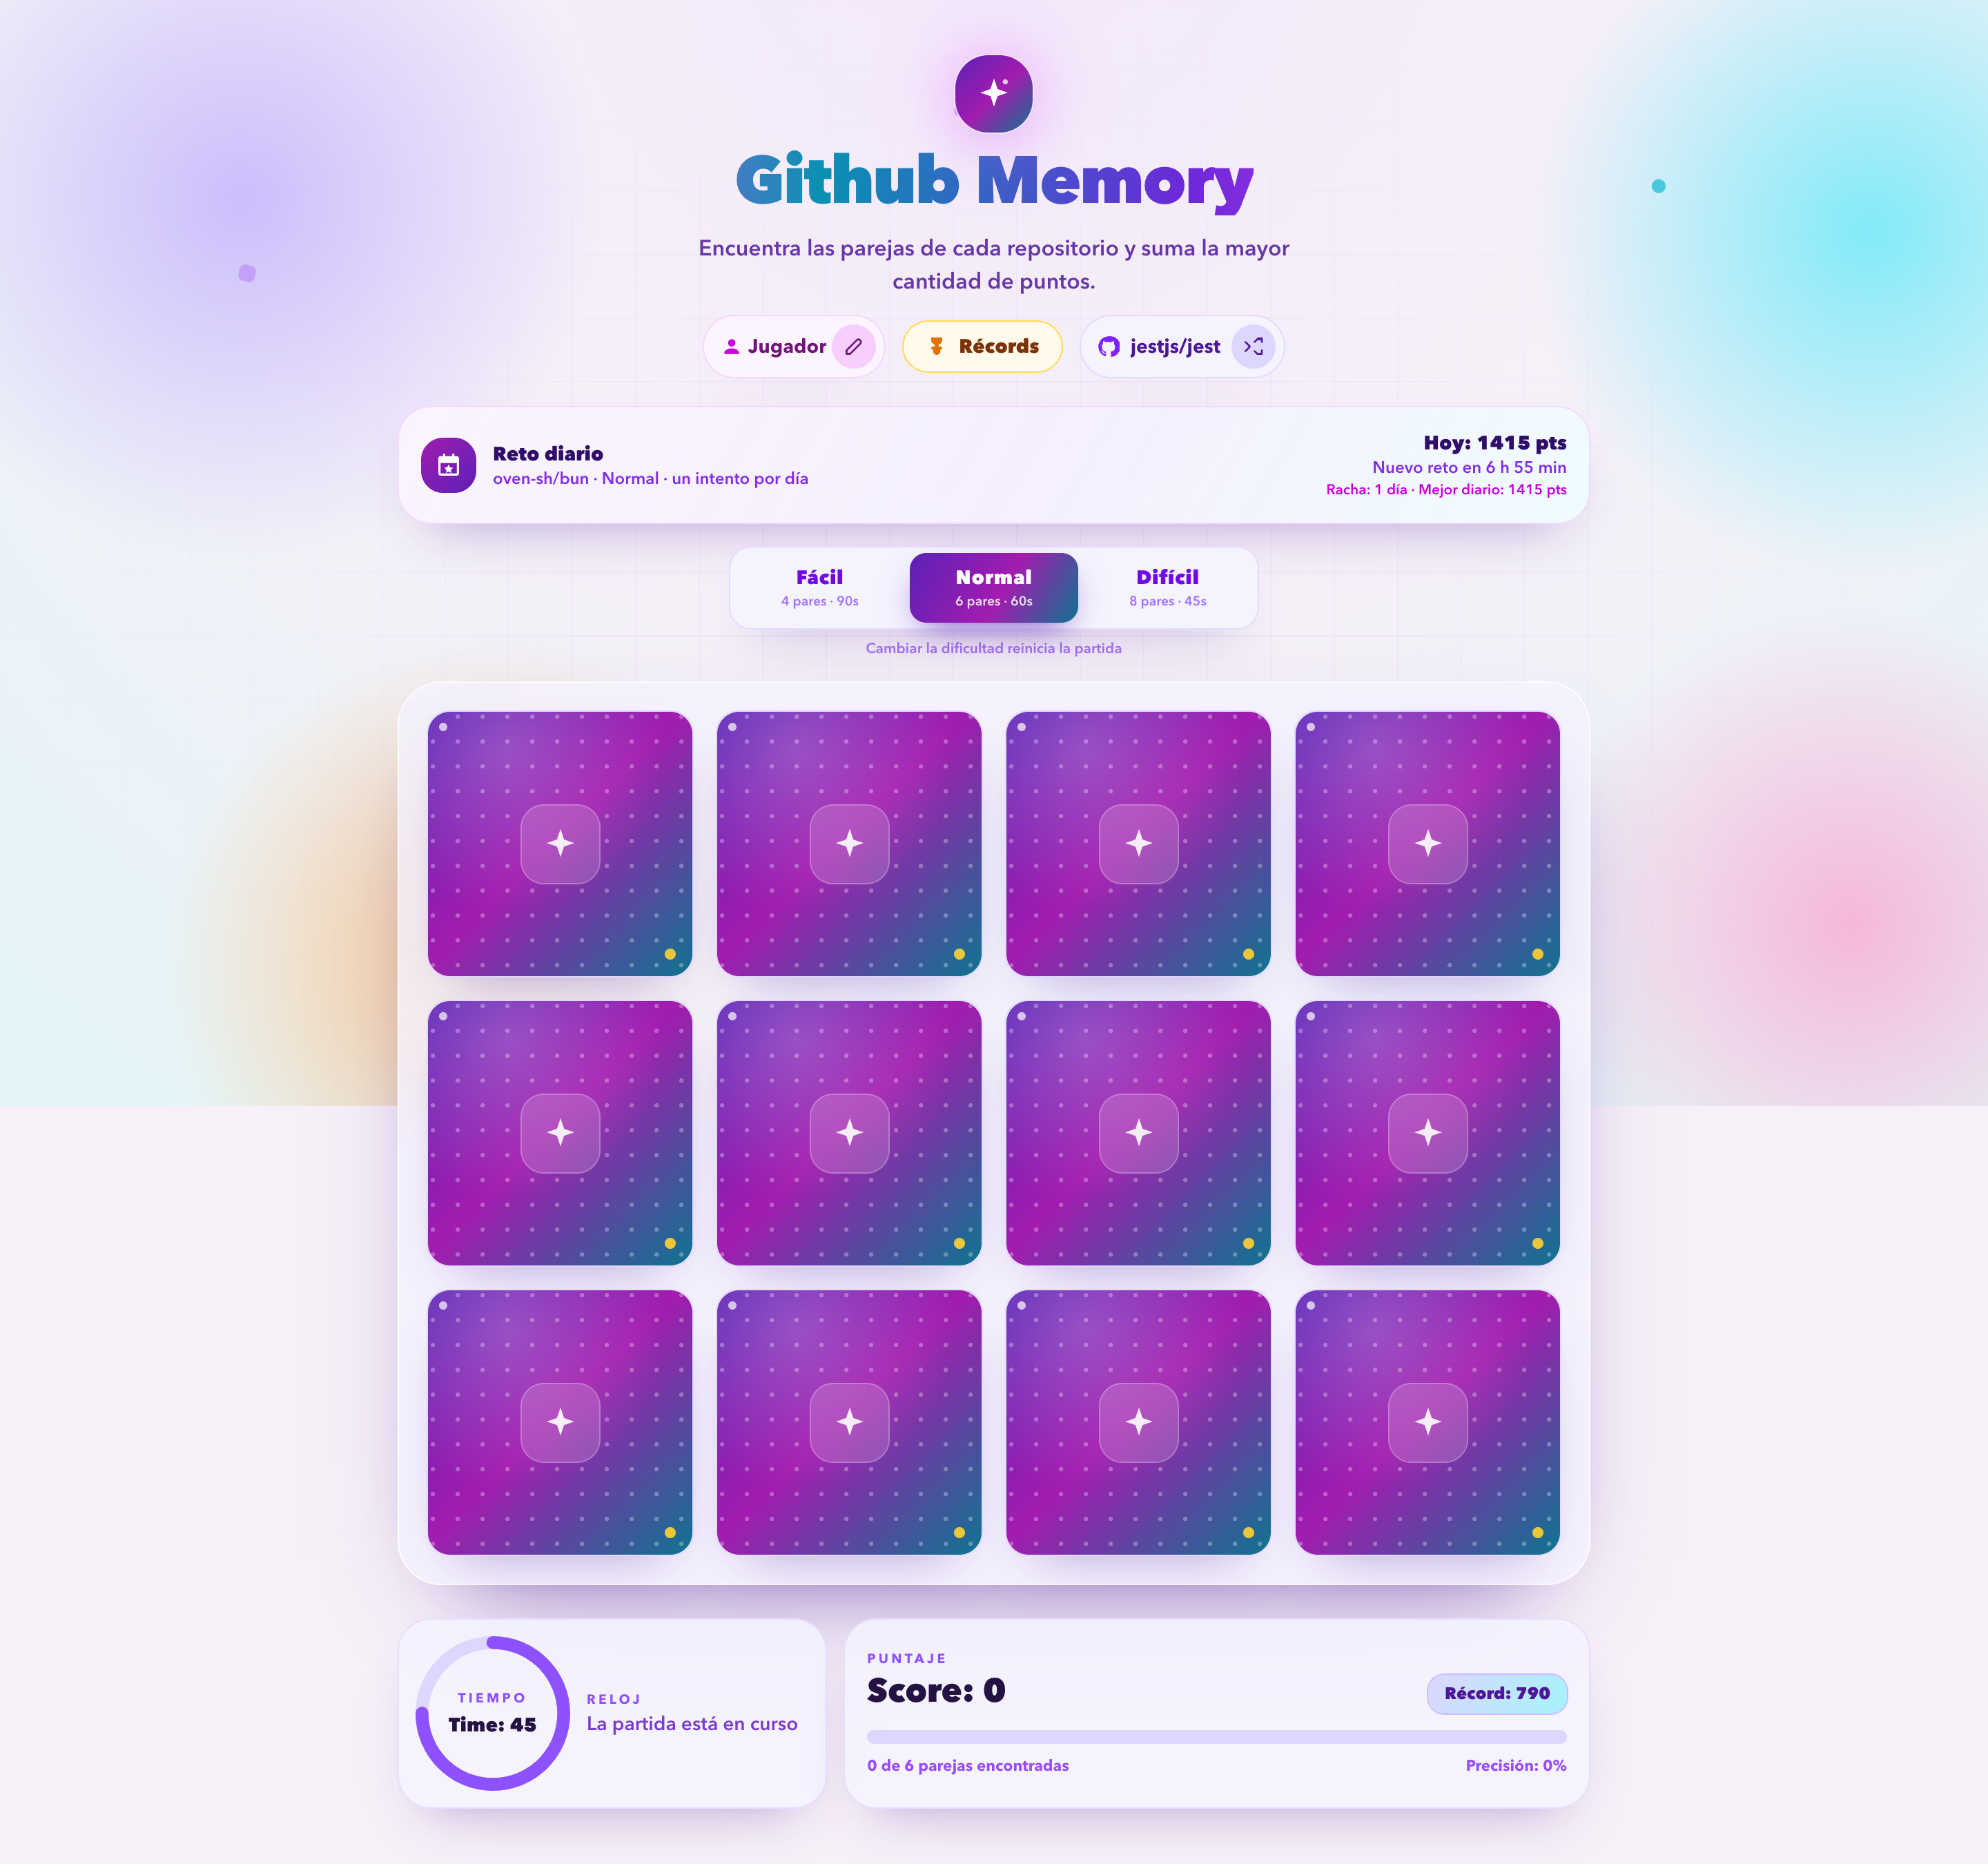 Github Memory
Encuentra las parejas de cada repositorio y suma la mayor
cantidad de puntos.
Jugador
Récords
jestjs/jest
Reto diario
oven-sh/bun · Normal · un intento por día
Hoy: 1415 pts
Nuevo reto en 6 h 55 min
Racha: 1 día · Mejor diario: 1415 pts
Fácil
4 pares · 90s
Normal
6 pares · 60s
Difícil
8 pares · 45s
Cambiar la dificultad reinicia la partida
TIEMPO
Time: 45
RELOJ
La partida está en curso
PUNTAJE
Score: 0
Récord: 790
0 de 6 parejas encontradas
Precisión: 0%